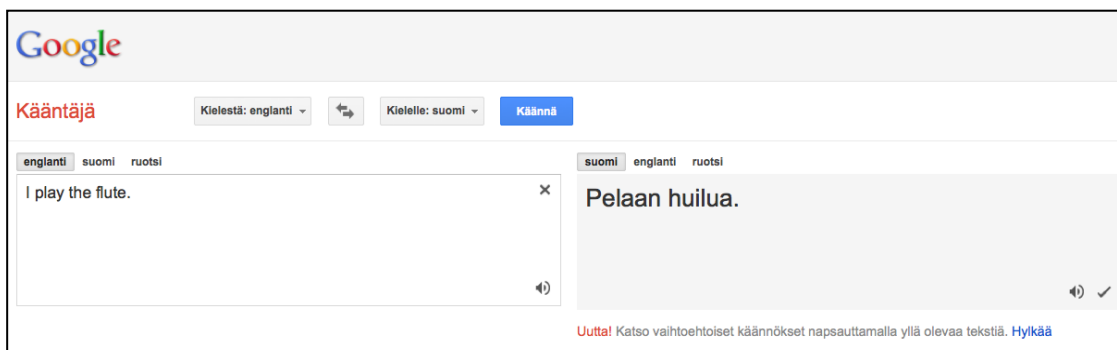 Google
Kääntäjä
Kielestä: englanti
Kielelle: suomi
Käännä
englanti suomi ruotsi
I play the flute.
suomi englanti ruotsi
Pelaan huilua.
Uutta! Katso vaihtoehtoiset käännökset napsauttamalla yllä olevaa tekstiä. Hylkää